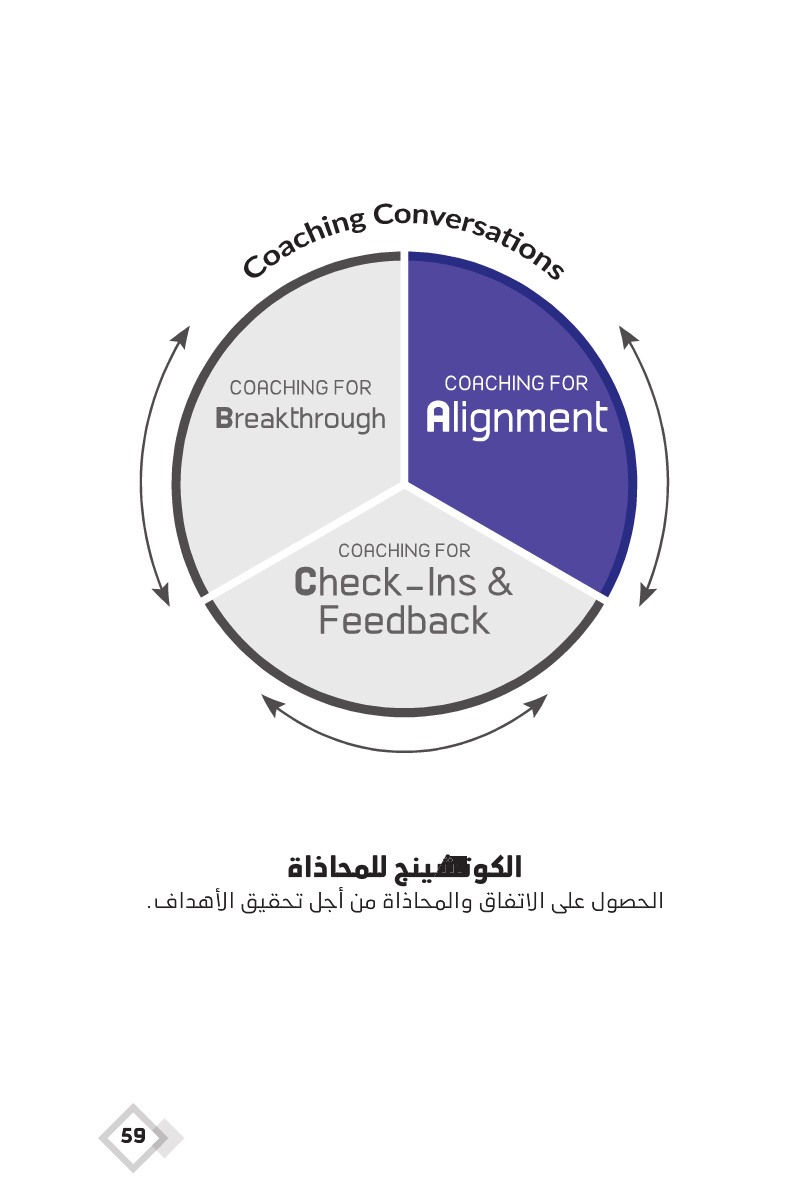 Coaching Conversations
COACHING FOR
Breakthrough
COACHING FOR
Alignment
COACHING FOR
Check-Ins &
Feedback
الكوتشينج للمحاذاة
الحصول على الاتفاق والمحاذاة من أجل تحقيق الأهداف.
59